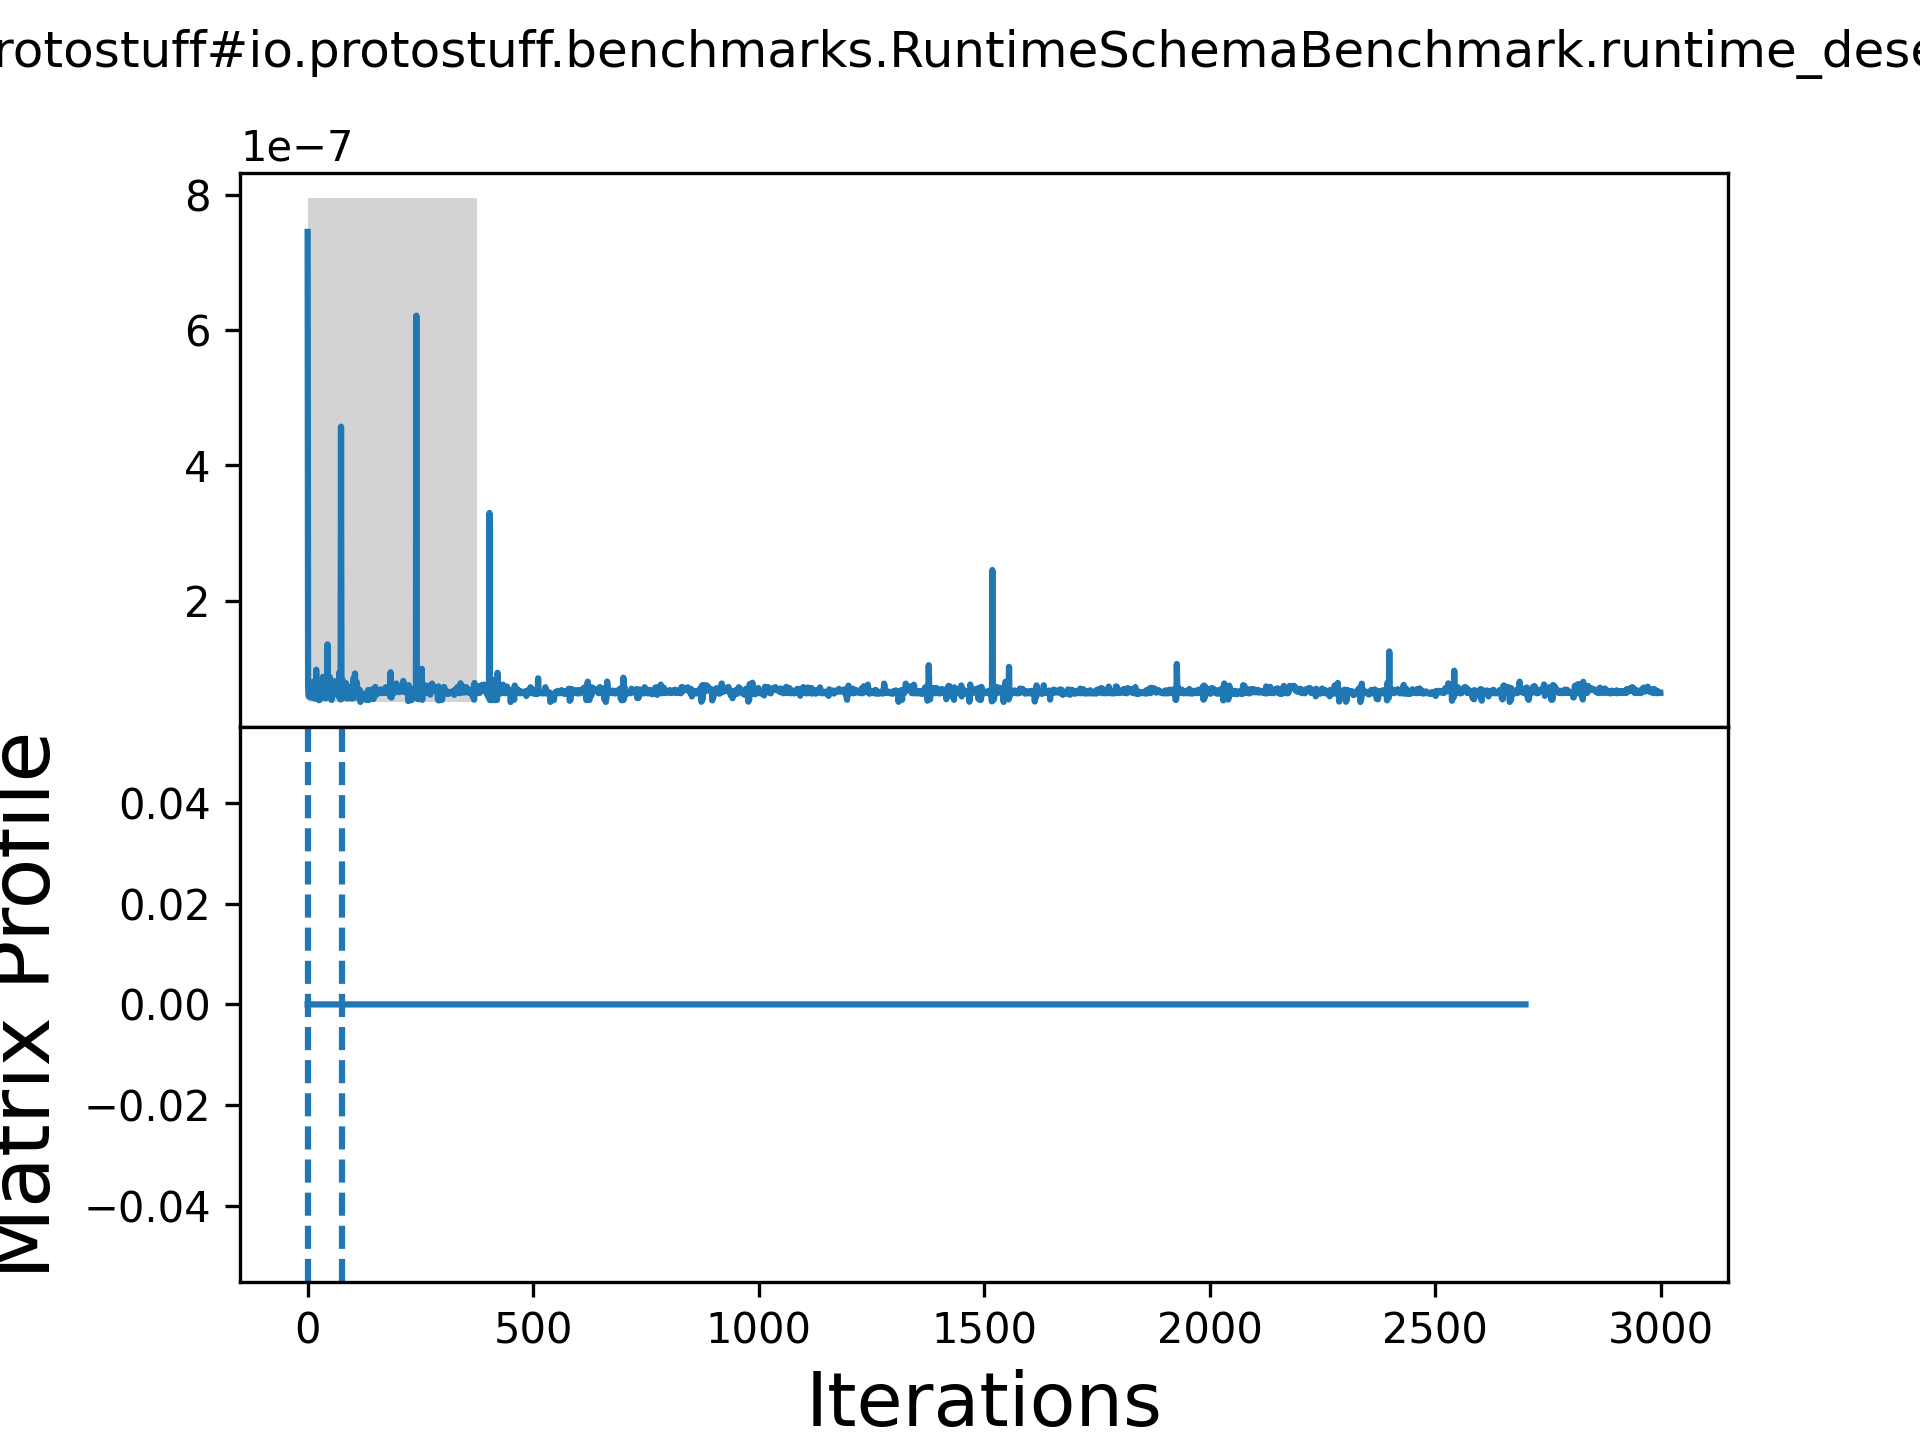 rotostuff#io.protostuff.benchmarks.RuntimeSchemaBenchmark.runtime_dese
1e−7
8
6
4
2
Matrix Profile
0.04
0.02
0.00
−0.02
−0.04
0 500 1000 1500 2000 2500 3000
Iterations